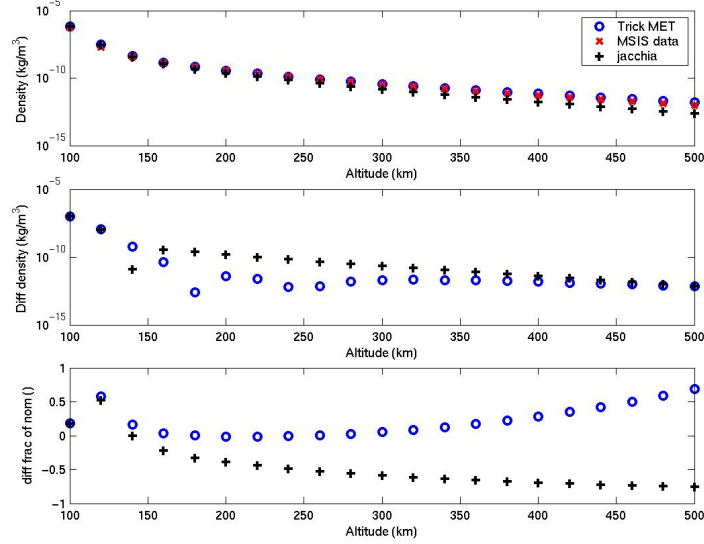 10^-5
10^-10
10^-15
Density (kg/m^3)
Trick MET
MSIS data
jacchia
100 150 200 250 300 350 400 450 500
Altitude (km)
10^-5
10^-10
10^-15
Diff density (kg/m^3)
100 150 200 250 300 350 400 450 500
Altitude (km)
1
0.5
0
−0.5
−1
diff frac of nom ()
100 150 200 250 300 350 400 450 500
Altitude (km)